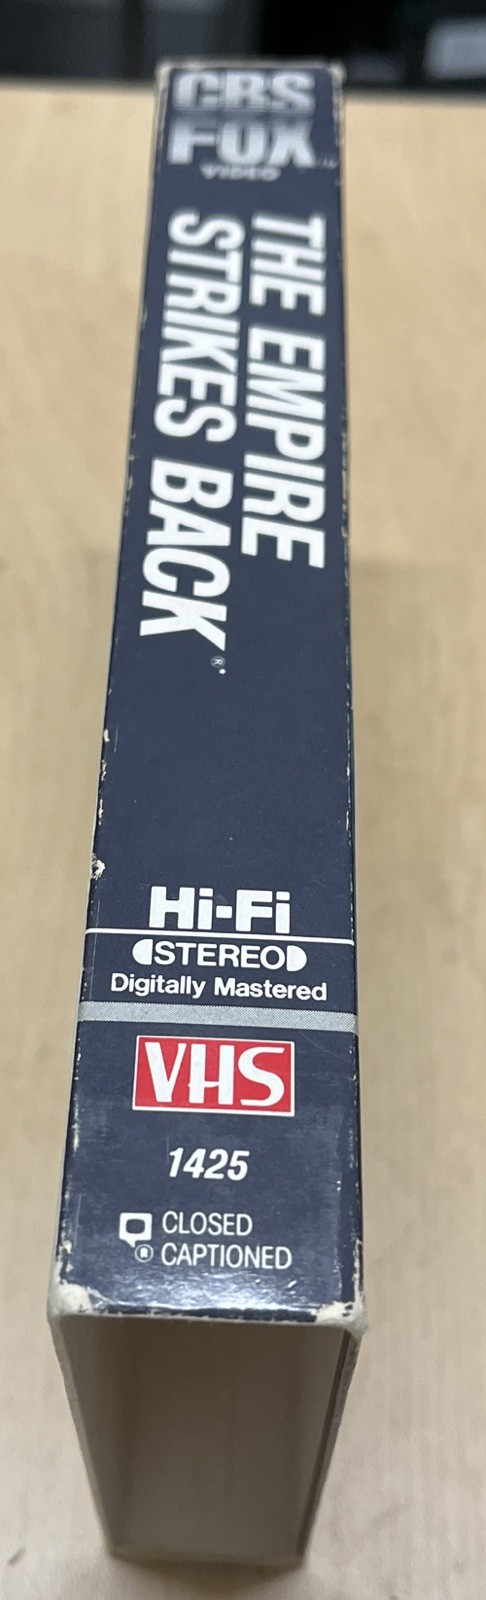 CBS
FOX
VIDEO
THE EMPIRE
STRIKES BACK®
Hi-Fi
STEREO
Digitally Mastered
VHS
1425
CLOSED
® CAPTIONED